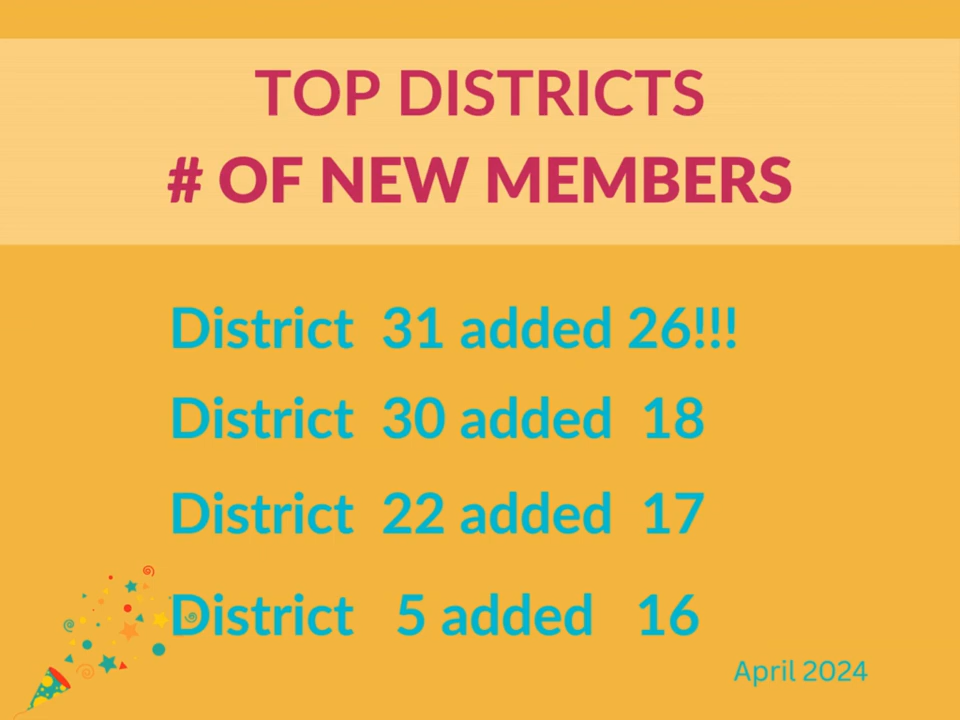 TOP DISTRICTS
# OF NEW MEMBERS
District 31 added 26!!!
District 30 added 18
District 22 added 17
District 5 added 16
April 2024